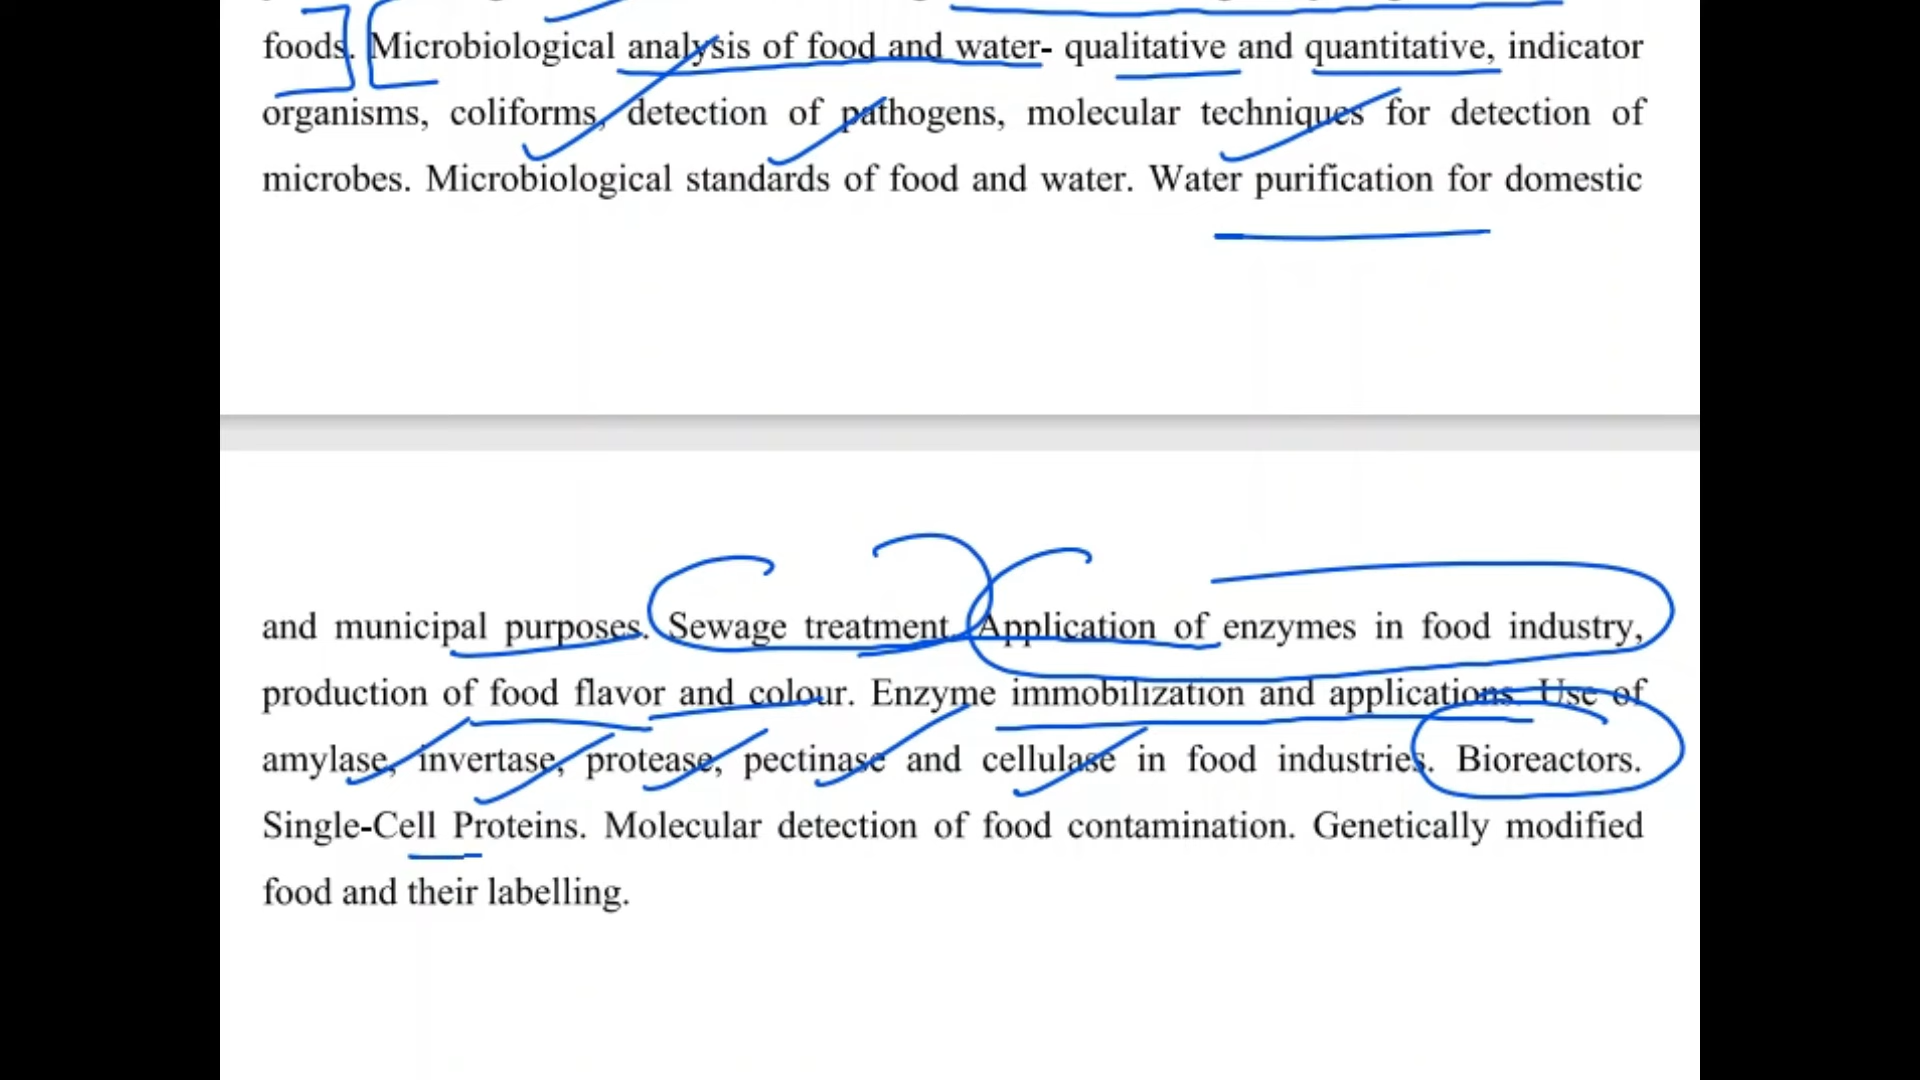 foods. Microbiological analysis of food and water- qualitative and quantitative, indicator
organisms, coliforms, detection of pathogens, molecular techniques for detection of
microbes. Microbiological standards of food and water. Water purification for domestic
and municipal purposes. Sewage treatment. Application of enzymes in food industry,
production of food flavor and colour. Enzyme immobilization and applications. Use of
amylase, invertase, protease, pectinase and cellulase in food industries. Bioreactors.
Single-Cell Proteins. Molecular detection of food contamination. Genetically modified
food and their labelling.